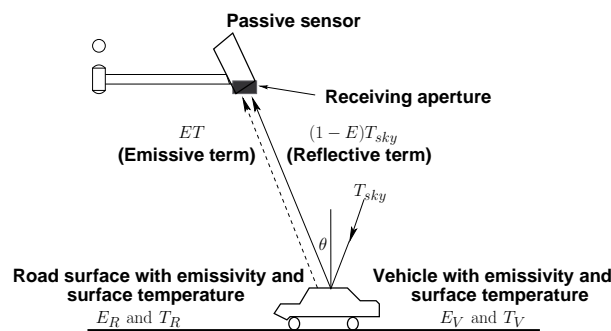 Passive sensor
Receiving aperture
ET
(Emissive term)
(1 − E)T_sky
(Reflective term)
T_sky
θ
Road surface with emissivity and
surface temperature
E_R and T_R
Vehicle with emissivity and
surface temperature
E_V and T_V